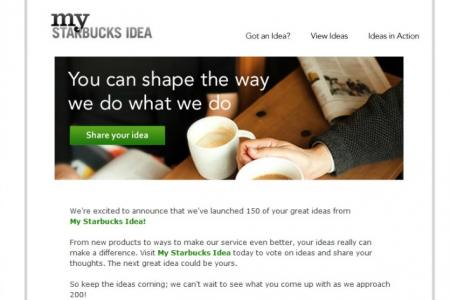 my
STARBUCKS IDEA
Got an Idea? View Ideas Ideas in Action
You can shape the way
we do what we do
Share your idea
We're excited to announce that we've launched 150 of your great ideas from
My Starbucks Idea!
From new products to ways to make our service even better, your ideas really can
make a difference. Visit My Starbucks Idea today to vote on ideas and share your
thoughts. The next great idea could be yours.
So keep the ideas coming; we can't wait to see what you come up with as we approach
200!